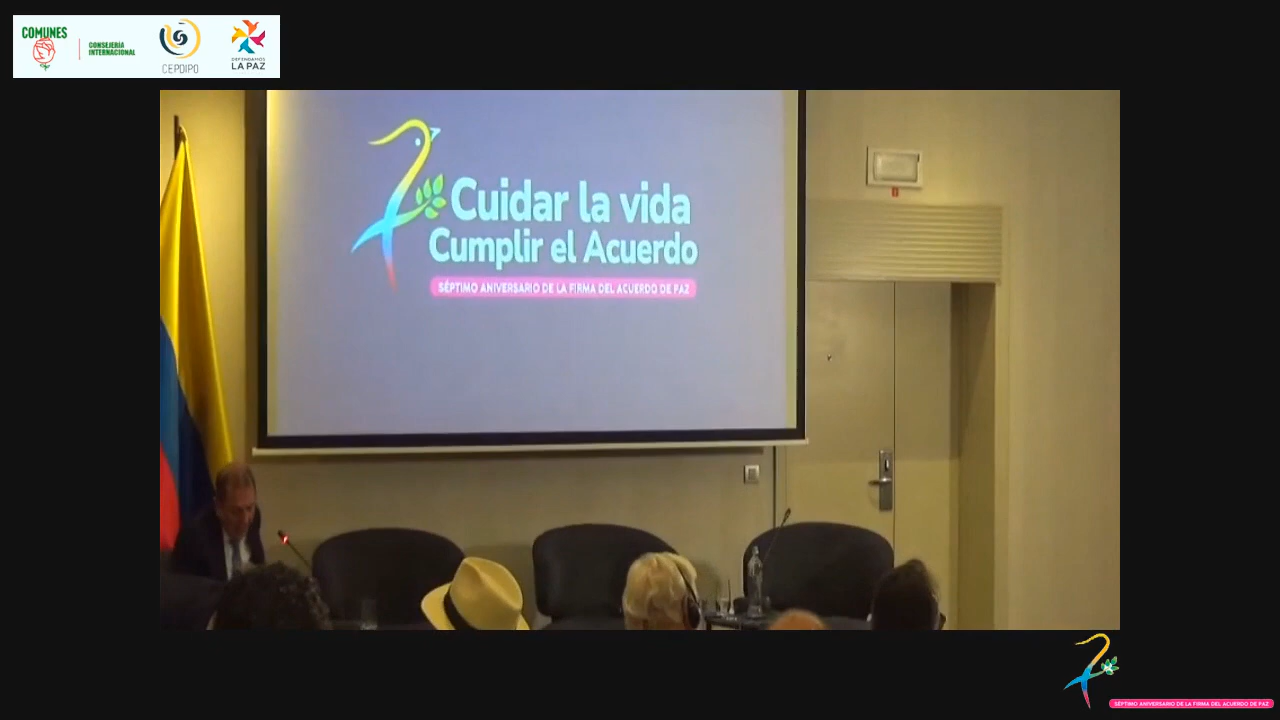 COMUNES
CONSEJERÍA
INTERNACIONAL
CEPDIPO
DEFENDAMOS
LA PAZ
Cuidar la vida
Cumplir el Acuerdo
SÉPTIMO ANIVERSARIO DE LA FIRMA DEL ACUERDO DE PAZ
SÉPTIMO ANIVERSARIO DE LA FIRMA DEL ACUERDO DE PAZ